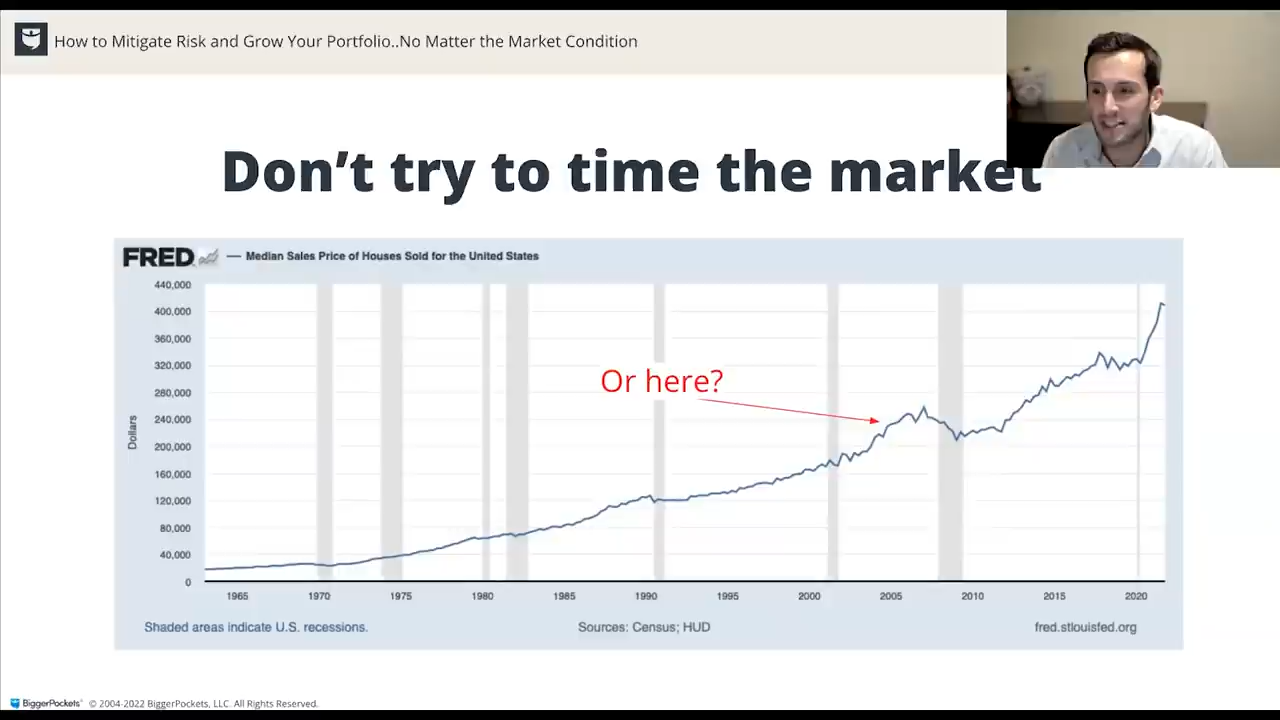 How to Mitigate Risk and Grow Your Portfolio..No Matter the Market Condition
Don't try to time the market
FRED — Median Sales Price of Houses Sold for the United States
440,000
400,000
360,000
320,000
280,000
240,000
200,000
160,000
120,000
80,000
40,000
0
Dollars
Or here?
1965 1970 1975 1980 1985 1990 1995 2000 2005 2010 2015 2020
Shaded areas indicate U.S. recessions. Sources: Census; HUD fred.stlouisfed.org
BiggerPockets © 2004-2022 BiggerPockets, LLC. All Rights Reserved.